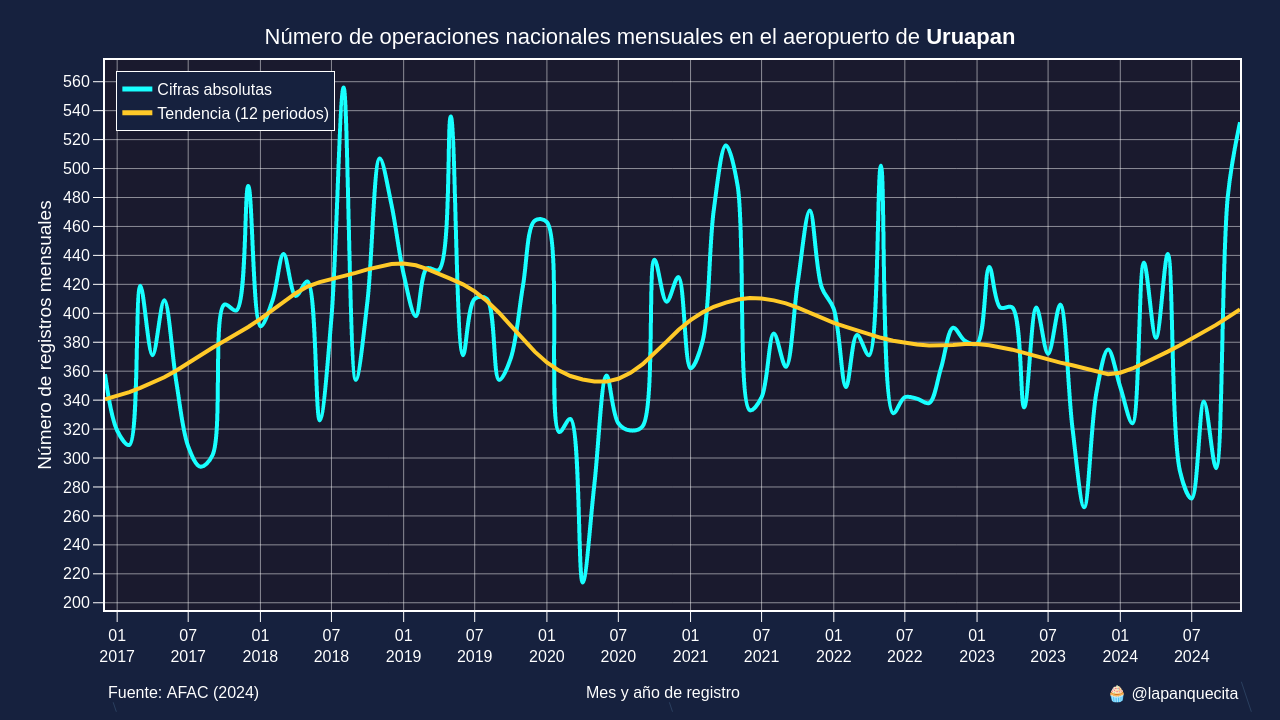 Número de operaciones nacionales mensuales en el aeropuerto de Uruapan
Cifras absolutas
Tendencia (12 periodos)
Número de registros mensuales
560
540
520
500
480
460
440
420
400
380
360
340
320
300
280
260
240
220
200
01 07 01 07 01 07 01 07 01 07 01 07 01 07 01 07
2017 2017 2018 2018 2019 2019 2020 2020 2021 2021 2022 2022 2023 2023 2024 2024
Fuente: AFAC (2024) Mes y año de registro 🧁 @lapanquecita